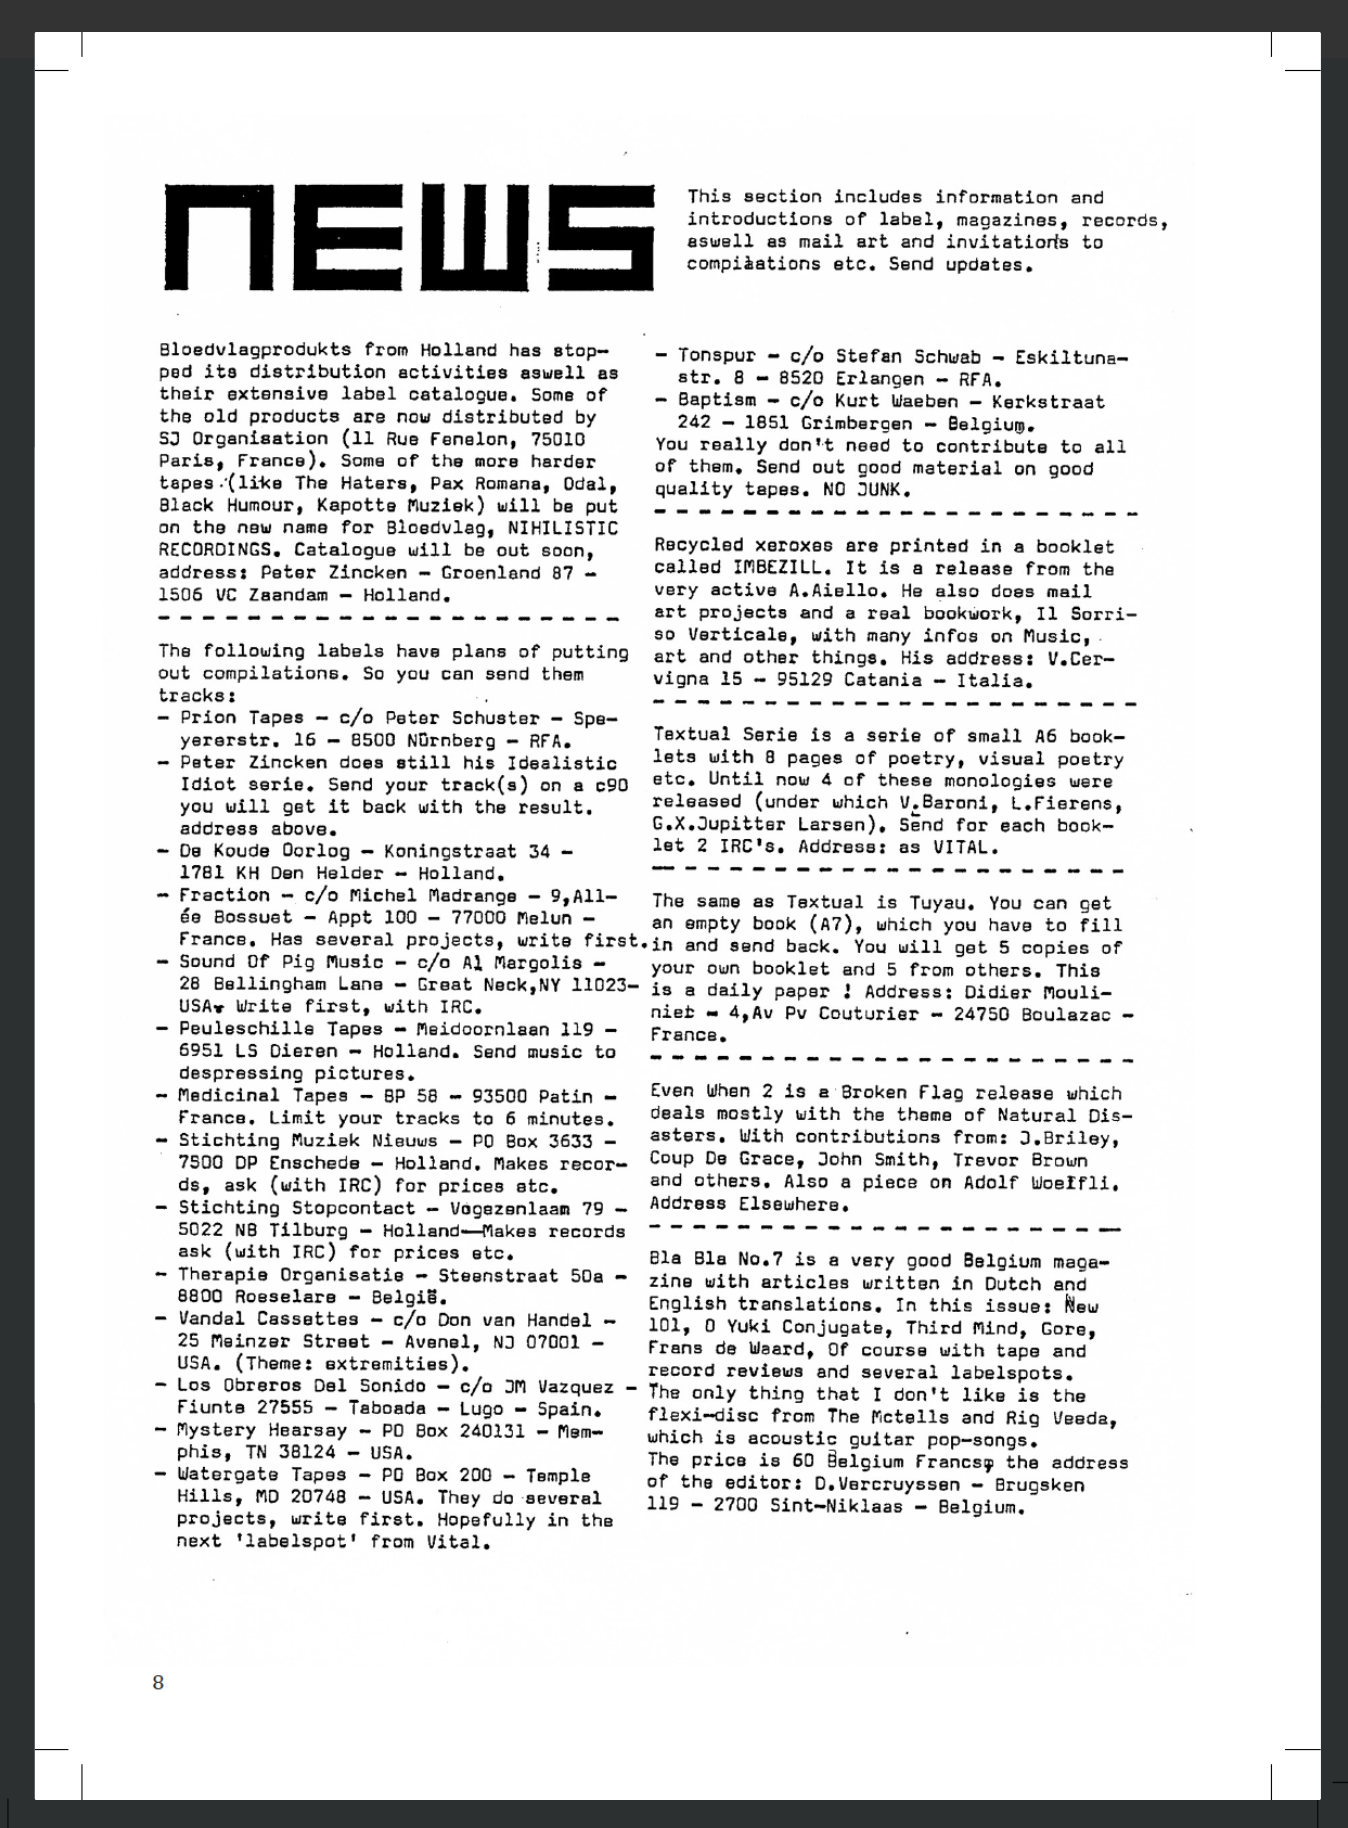 NEWS
This section includes information and
introductions of label, magazines, records,
aswell as mail art and invitations to
compilations etc. Send updates.
Bloedvlagprodukts from Holland has stop-
ped its distribution activities aswell as
their extensive label catalogue. Some of
the old products are now distributed by
SJ Organisation (11 Rue Fenelon, 75010
Paris, France). Some of the more harder
tapes (like The Haters, Pax Romana, Odal,
Black Humour, Kapotte Muziek) will be put
on the new name for Bloedvlag, NIHILISTIC
RECORDINGS. Catalogue will be out soon,
address: Peter Zincken - Groenland 87 -
1506 VC Zaandam - Holland.
The following labels have plans of putting
out compilations. So you can send them
tracks:
- Prion Tapes - c/o Peter Schuster - Spe-
yererstr. 16 - 8500 Nürnberg - RFA.
- Peter Zincken does still his Idealistic
Idiot serie. Send your track(s) on a c90
you will get it back with the result.
address above.
- De Koude Oorlog - Koningstraat 34 -
1781 KH Den Helder - Holland.
- Fraction - c/o Michel Madrange - 9,All-
ée Bossuet - Appt 100 - 77000 Melun -
France. Has several projects, write first.
- Sound Of Pig Music - c/o Al Margolis -
28 Bellingham Lane - Great Neck,NY 11023-
USA. Write first, with IRC.
- Peuleschille Tapes - Meidoornlaan 119 -
6951 LS Dieren - Holland. Send music to
despressing pictures.
- Medicinal Tapes - BP 58 - 93500 Patin -
France. Limit your tracks to 6 minutes.
- Stichting Muziek Nieuws - PO Box 3633 -
7500 DP Enschede - Holland. Makes recor-
ds, ask (with IRC) for prices etc.
- Stichting Stopcontact - Vogezenlaam 79 -
5022 NB Tilburg - Holland—Makes records
ask (with IRC) for prices etc.
- Therapie Organisatie - Steenstraat 50a -
8800 Roeselare - België.
- Vandal Cassettes - c/o Don van Handel -
25 Meinzer Street - Avenel, NJ 07001 -
USA. (Theme: extremities).
- Los Obreros Del Sonido - c/o JM Vazquez -
Fiunte 27555 - Taboada - Lugo - Spain.
- Mystery Hearsay - PO Box 240131 - Mem-
phis, TN 38124 - USA.
- Watergate Tapes - PO Box 200 - Temple
Hills, MD 20748 - USA. They do several
projects, write first. Hopefully in the
next 'labelspot' from Vital.
- Tonspur - c/o Stefan Schwab - Eskiltuna-
str. 8 - 8520 Erlangen - RFA.
- Baptism - c/o Kurt Waeben - Kerkstraat
242 - 1851 Grimbergen - Belgium.
You really don't need to contribute to all
of them. Send out good material on good
quality tapes. NO JUNK.
Recycled xeroxes are printed in a booklet
called IMBEZILL. It is a release from the
very active A.Aiello. He also does mail
art projects and a real bookwork, Il Sorri-
so Verticale, with many infos on Music,
art and other things. His address: V.Cer-
vigna 15 - 95129 Catania - Italia.
Textual Serie is a serie of small A6 book-
lets with 8 pages of poetry, visual poetry
etc. Until now 4 of these monologies were
released (under which V.Baroni, L.Fierens,
G.X.Jupitter Larsen). Send for each book-
let 2 IRC's. Address: as VITAL.
The same as Textual is Tuyau. You can get
an empty book (A7), which you have to fill
in and send back. You will get 5 copies of
your own booklet and 5 from others. This
is a daily paper ! Address: Didier Mouli-
niet - 4,Av Pv Couturier - 24750 Boulazac -
France.
Even When 2 is a Broken Flag release which
deals mostly with the theme of Natural Dis-
asters. With contributions from: J.Briley,
Coup De Grace, John Smith, Trevor Brown
and others. Also a piece on Adolf Woelfli.
Address Elsewhere.
Bla Bla No.7 is a very good Belgium maga-
zine with articles written in Dutch and
English translations. In this issue: New
101, O Yuki Conjugate, Third Mind, Gore,
Frans de Waard, Of course with tape and
record reviews and several labelspots.
The only thing that I don't like is the
flexi-disc from The Mctells and Rig Veeda,
which is acoustic guitar pop-songs.
The price is 60 Belgium Francs, the address
of the editor: D.Vercruyssen - Brugsken
119 - 2700 Sint-Niklaas - Belgium.
8